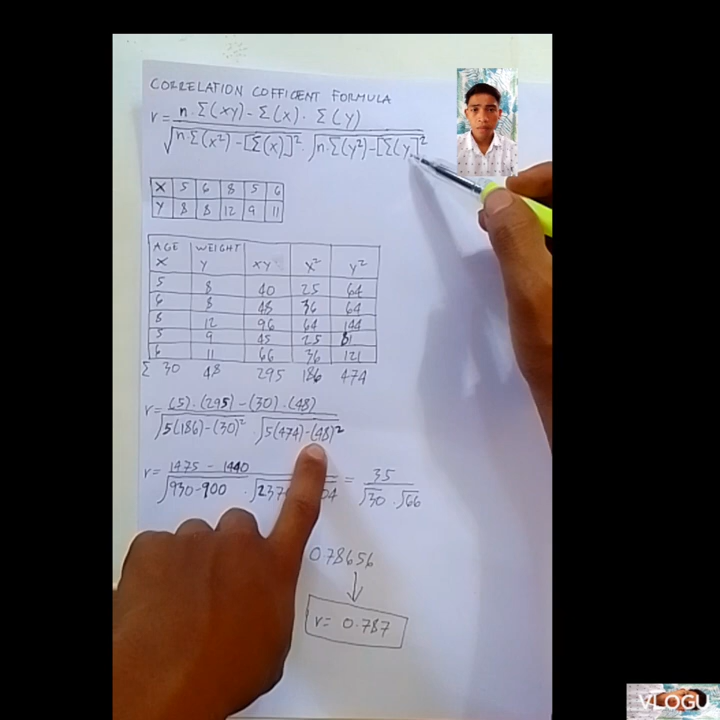 CORRELATION COFFICENT FORMULA
r = n·Σ(xy) - Σ(x) · Σ(y)
√n·Σ(x²) - [Σ(x)]² · √n·Σ(y²) - [Σ(y)]²
X 5 6 8 5 6
Y 8 8 12 9 11
AGE WEIGHT
X Y XY X² Y²
5 8 40 25 64
6 8 48 36 64
8 12 96 64 144
5 9 45 25 81
6 11 66 36 121
Σ 30 48 295 186 474
r = (5)·(295) - (30)·(48)
√5(186) - (30)² · √5(474) - (48)²
r = 1475 - 1440 = 35
√930-900 · √237 04 √30 · √66
0.78656
↓
r = 0.787
VLOGU